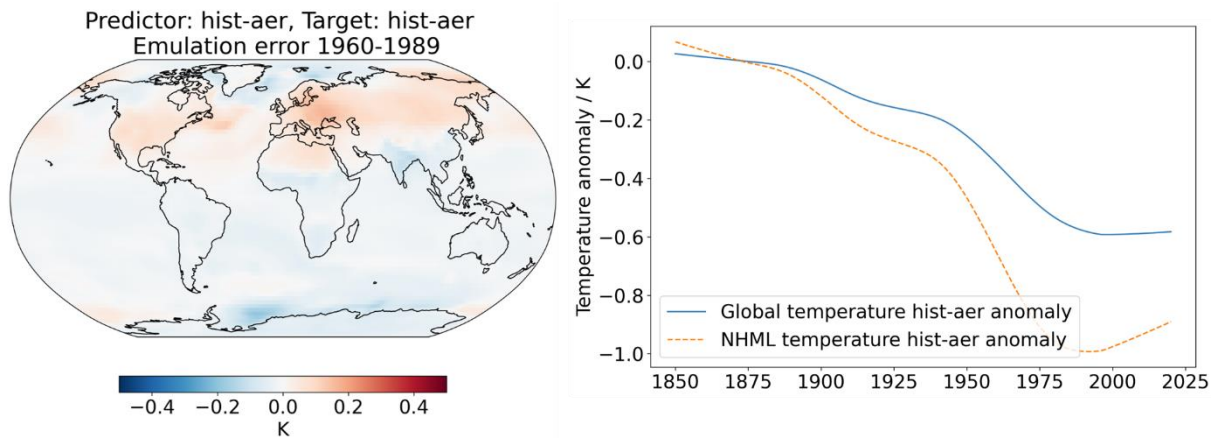 Predictor: hist-aer, Target: hist-aer
Emulation error 1960-1989
−0.4 −0.2 0.0 0.2 0.4
K
Temperature anomaly / K
0.0
−0.2
−0.4
−0.6
−0.8
−1.0
Global temperature hist-aer anomaly
NHML temperature hist-aer anomaly
1850 1875 1900 1925 1950 1975 2000 2025